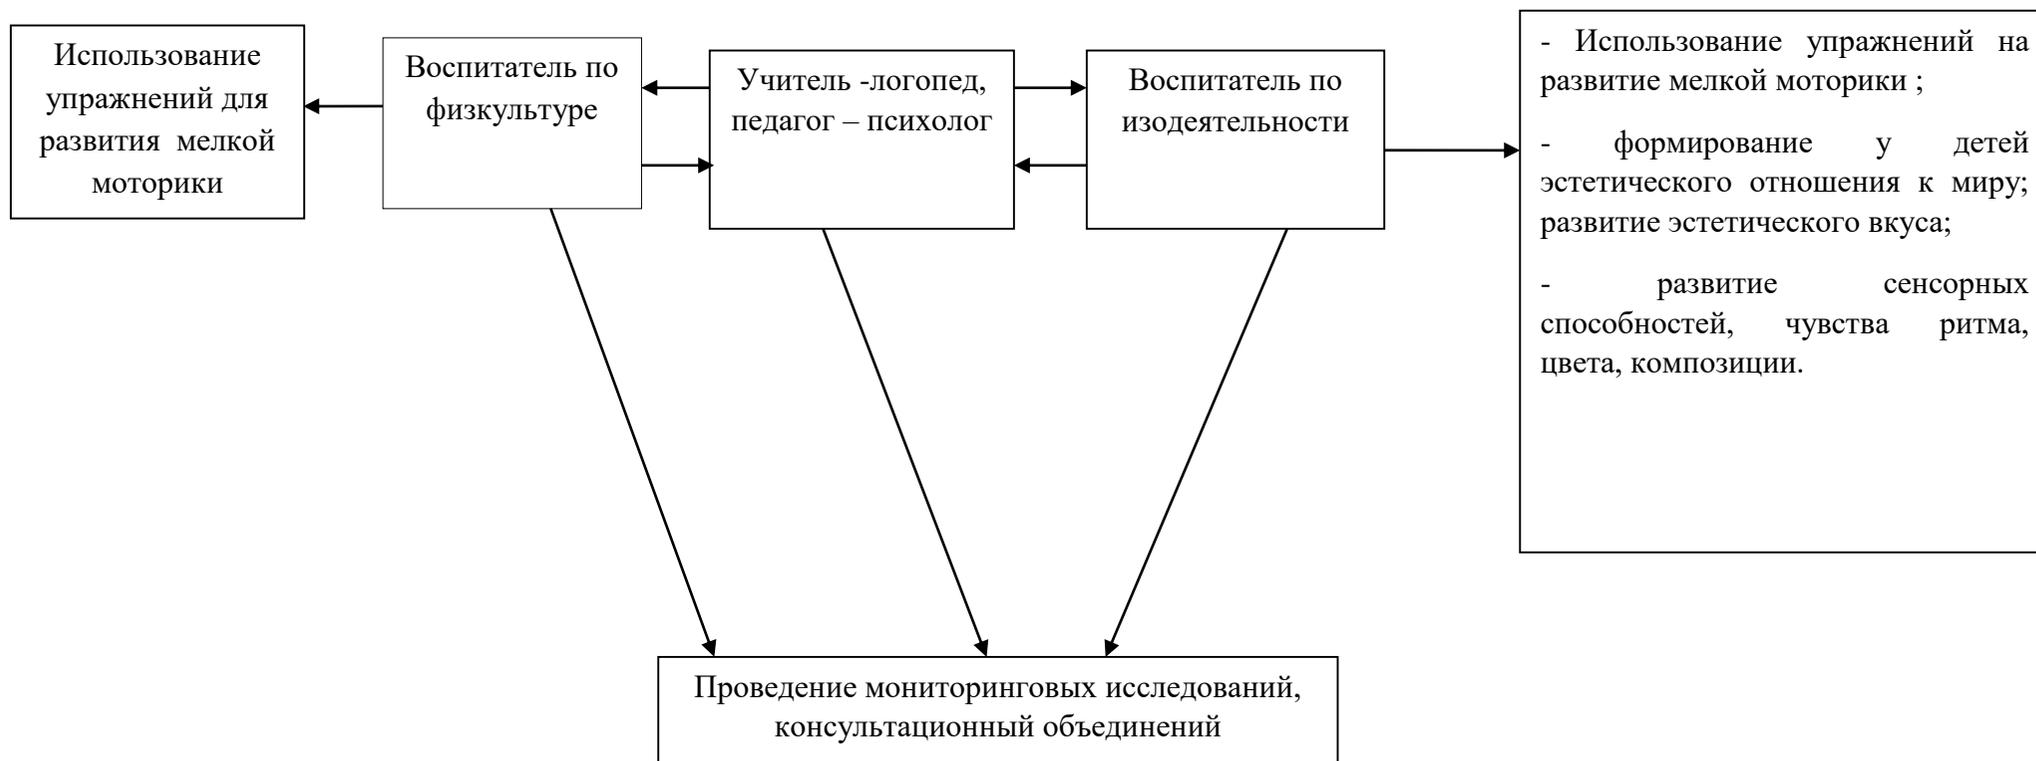 Использование
упражнений для
развития мелкой
моторики
Воспитатель по
физкультуре
Учитель -логопед,
педагог – психолог
Воспитатель по
изодеятельности
- Использование упражнений на
развитие мелкой моторики ;
- формирование у детей
эстетического отношения к миру;
развитие эстетического вкуса;
- развитие сенсорных
способностей, чувства ритма,
цвета, композиции.
Проведение мониторинговых исследований,
консультационный объединений